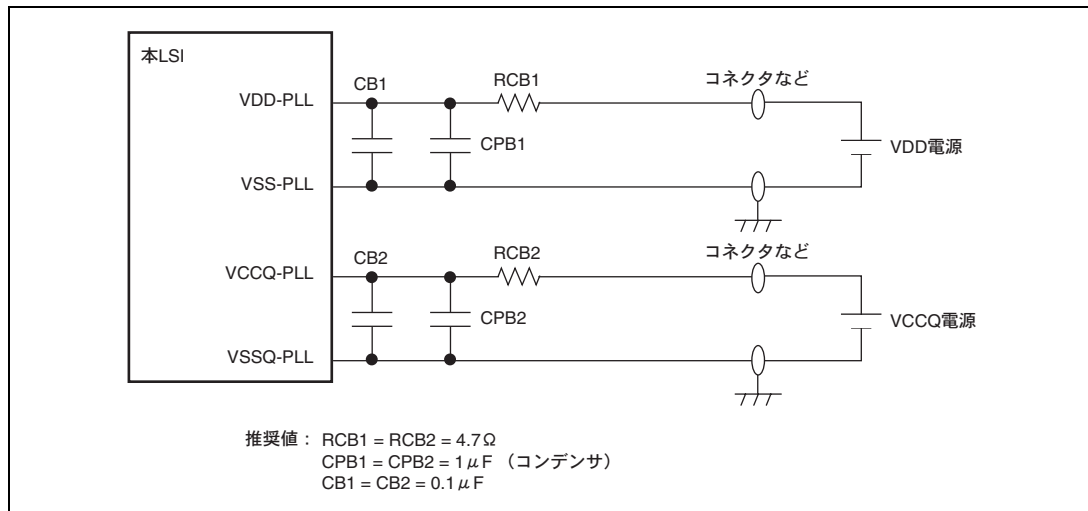 本LSI
CB1
RCB1
コネクタなど
VDD-PLL
CPB1
VDD電源
VSS-PLL
RCB2
コネクタなど
VCCQ-PLL
CB2
CPB2
VCCQ電源
VSSQ-PLL
推奨値： RCB1 = RCB2 = 4.7Ω
CPB1 = CPB2 = 1μF （コンデンサ）
CB1 = CB2 = 0.1μF